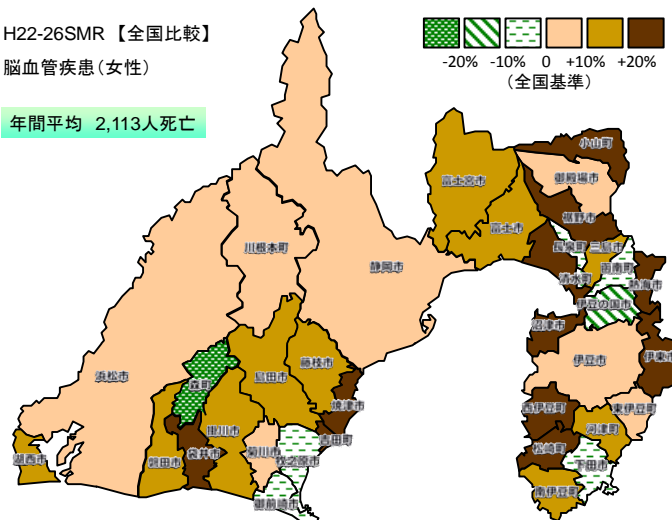 H22-26SMR 【全国比較】
脳血管疾患(女性)
年間平均 2,113人死亡
-20% -10% 0 +10% +20%
(全国基準)
小山町
御殿場市
富士宮市
裾野市
富士市
長泉町
三島市
函南町
清水町
熱海市
伊豆の国市
沼津市
伊東市
伊豆市
西伊豆町
東伊豆町
河津町
松崎町
下田市
南伊豆町
川根本町
静岡市
浜松市
森町
島田市
藤枝市
焼津市
吉田町
掛川市
菊川市
牧之原市
袋井市
磐田市
湖西市
御前崎市